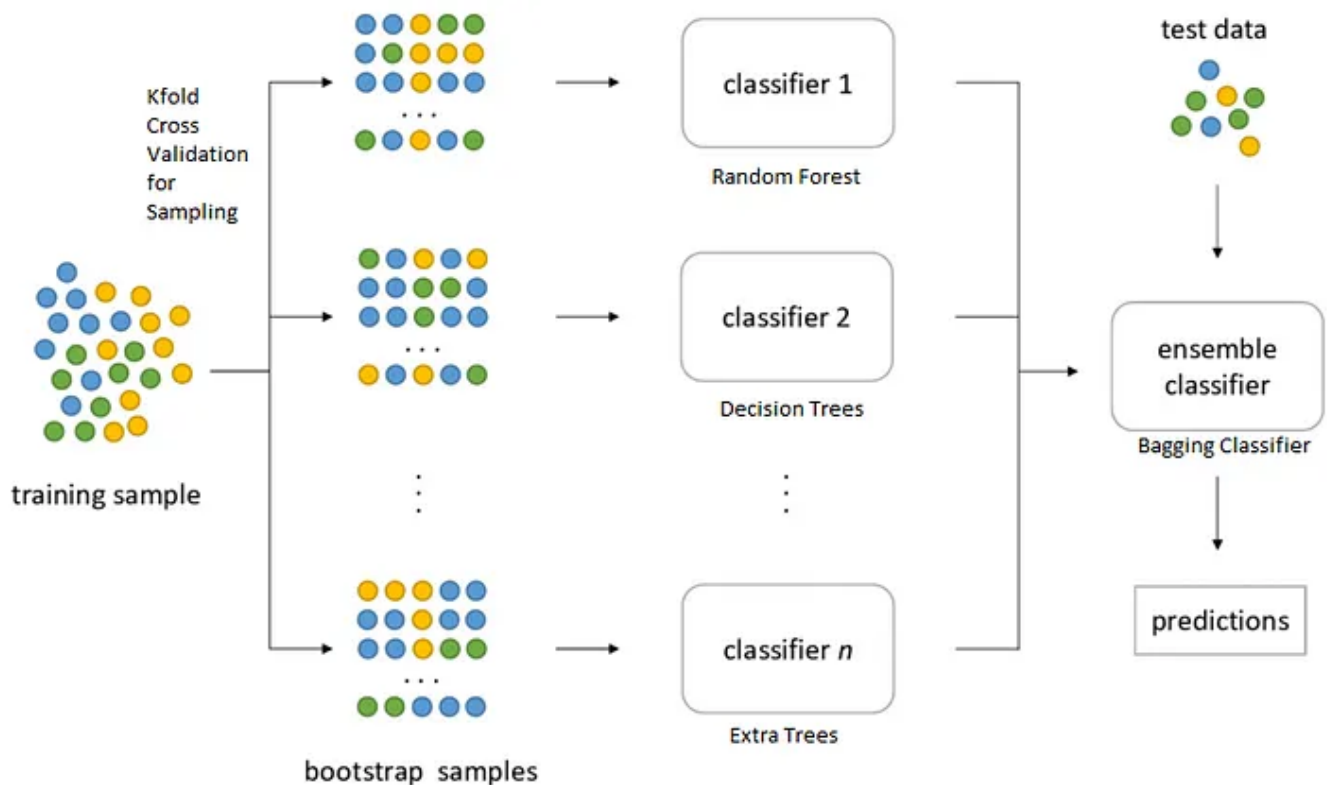 Kfold
Cross
Validation
for
Sampling
training sample
. . .
. . .
. . .
bootstrap samples
classifier 1
Random Forest
classifier 2
Decision Trees
classifier n
Extra Trees
test data
ensemble
classifier
Bagging Classifier
predictions